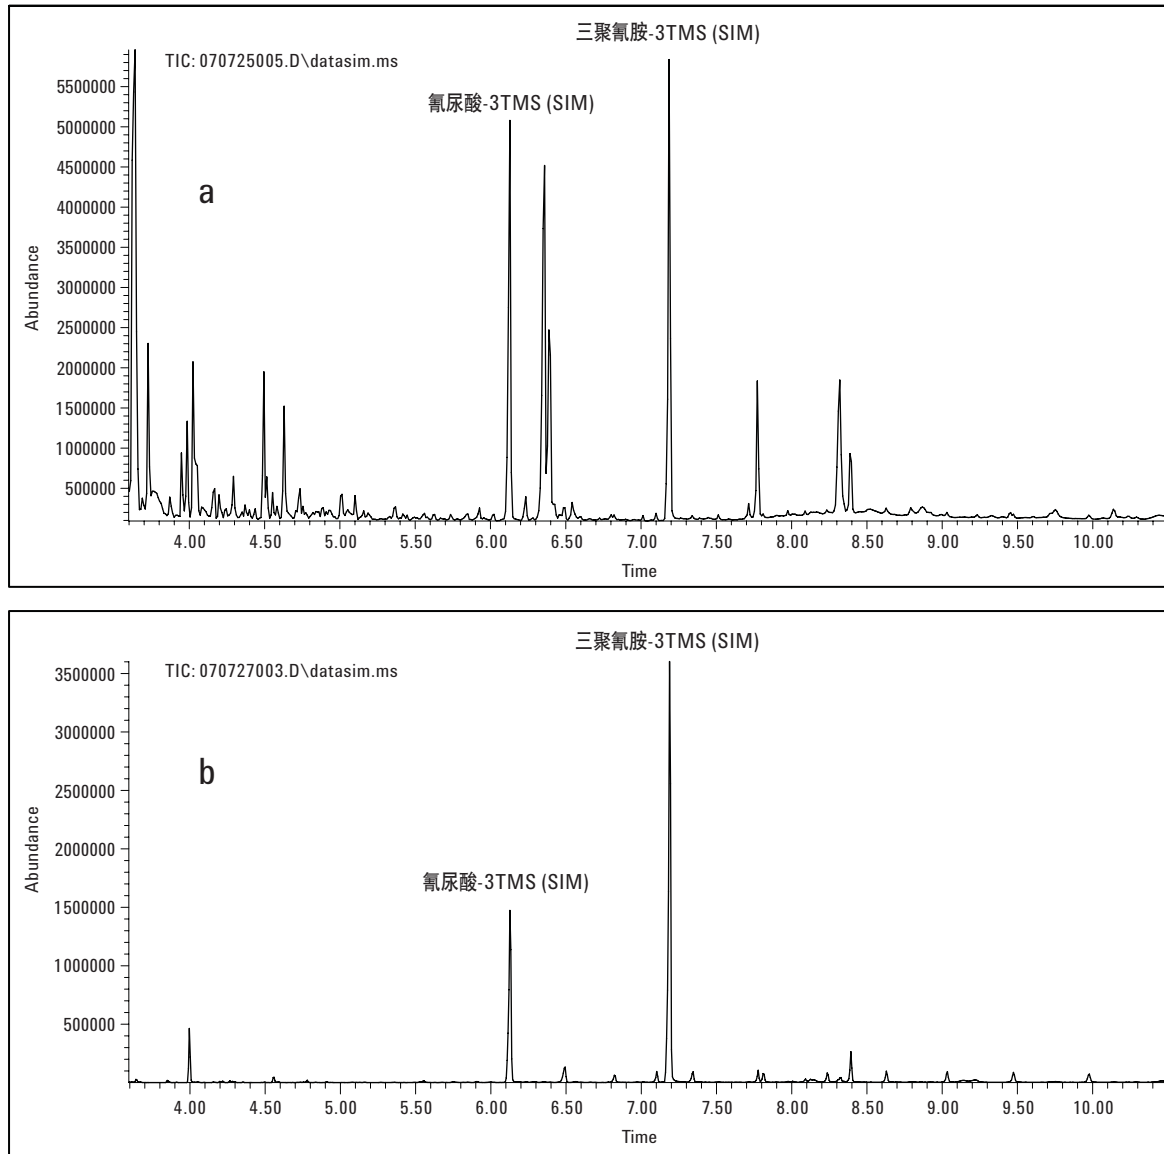 三聚氰胺-3TMS (SIM)
TIC: 070725005.D\datasim.ms
氰尿酸-3TMS (SIM)
a
Abundance
5500000
5000000
4500000
4000000
3500000
3000000
2500000
2000000
1500000
1000000
500000
4.00 4.50 5.00 5.50 6.00 6.50 7.00 7.50 8.00 8.50 9.00 9.50 10.00
Time
三聚氰胺-3TMS (SIM)
TIC: 070727003.D\datasim.ms
b
氰尿酸-3TMS (SIM)
Abundance
3500000
3000000
2500000
2000000
1500000
1000000
500000
4.00 4.50 5.00 5.50 6.00 6.50 7.00 7.50 8.00 8.50 9.00 9.50 10.00
Time